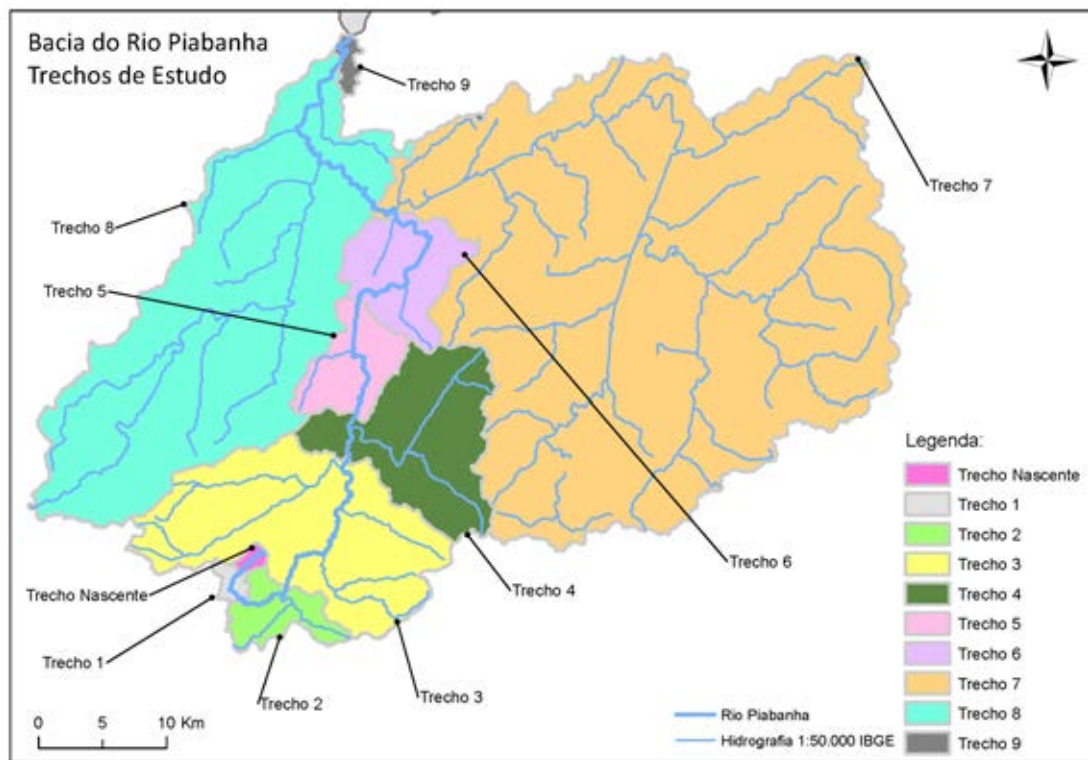 Bacia do Rio Piabanha
Trechos de Estudo
Trecho 9
Trecho 7
Trecho 8
Trecho 5
Trecho 6
Trecho 4
Trecho Nascente
Trecho 1
Trecho 2
Trecho 3
0 5 10 Km
Rio Piabanha
Hidrografia 1:50.000 IBGE
Legenda:
Trecho Nascente
Trecho 1
Trecho 2
Trecho 3
Trecho 4
Trecho 5
Trecho 6
Trecho 7
Trecho 8
Trecho 9